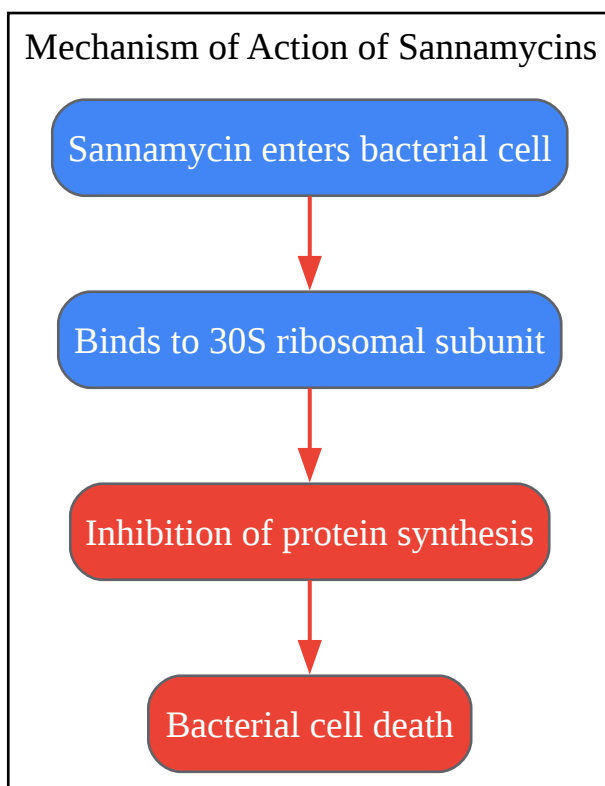 Mechanism of Action of Sannamycins
Sannamycin enters bacterial cell
Binds to 30S ribosomal subunit
Inhibition of protein synthesis
Bacterial cell death